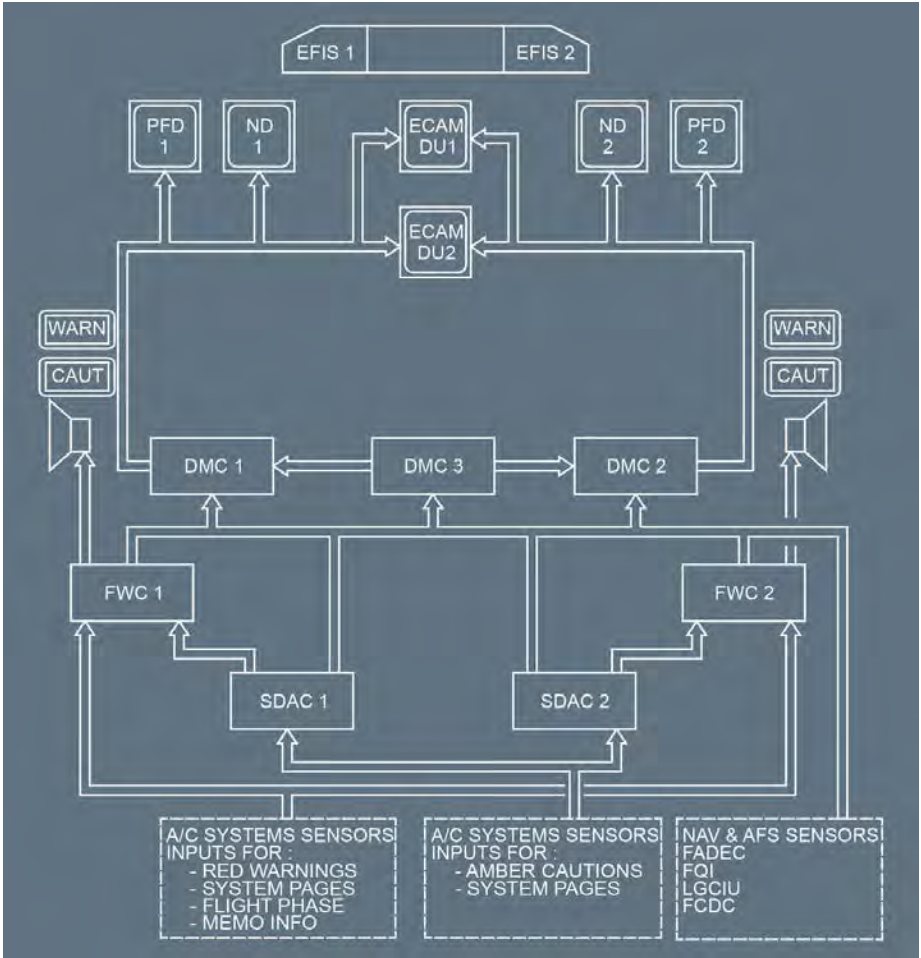 EFIS 1
EFIS 2
PFD
1
ND
1
ECAM
DU1
ND
2
PFD
2
ECAM
DU2
WARN
WARN
CAUT
CAUT
DMC 1
DMC 3
DMC 2
FWC 1
FWC 2
SDAC 1
SDAC 2
A/C SYSTEMS SENSORS
INPUTS FOR :
- RED WARNINGS
- SYSTEM PAGES
- FLIGHT PHASE
- MEMO INFO
A/C SYSTEMS SENSORS
INPUTS FOR :
- AMBER CAUTIONS
- SYSTEM PAGES
NAV & AFS SENSORS
FADEC
FQI
LGCIU
FCDC